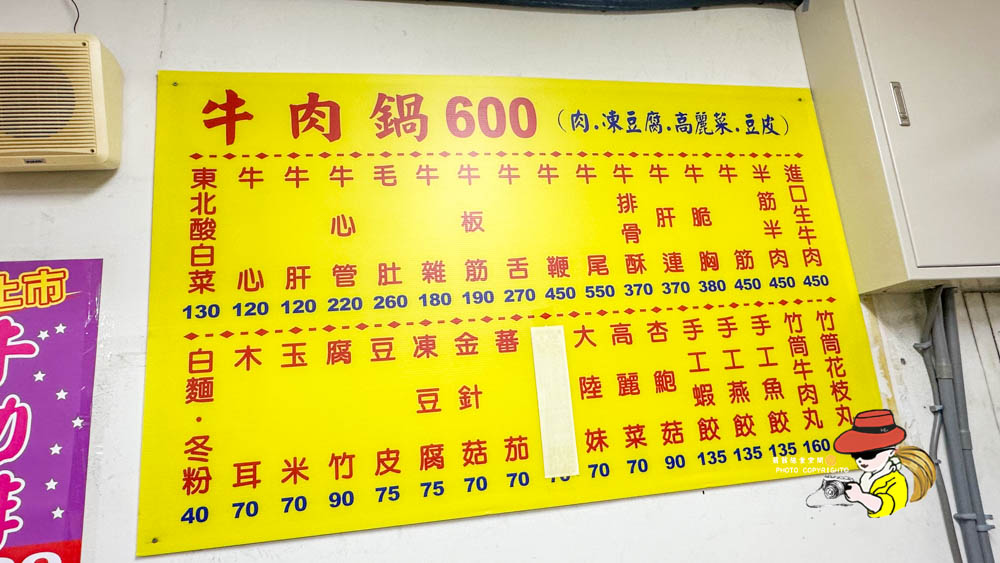 牛肉鍋600(肉.凍豆腐.高麗菜.豆皮)
東北酸白菜 130
牛心 120
牛肝 120
牛心管 220
毛肚 260
牛雜 180
牛板筋 190
牛舌 270
牛鞭 450
牛尾 550
牛排骨酥 370
牛肝連 370
牛脆胸 380
牛筋 450
半筋半肉 450
進口生牛肉 450
白麵.冬粉 40
木耳 70
玉米 70
腐竹 90
豆皮 75
凍豆腐 75
金針菇 70
蕃茄 70
大陸妹 70
高麗菜 70
杏鮑菇 90
手工蝦餃 135
手工燕餃 135
手工魚餃 135
竹筒牛肉丸 160
竹筒花枝丸
上市
PHOTO COPYRIGHT